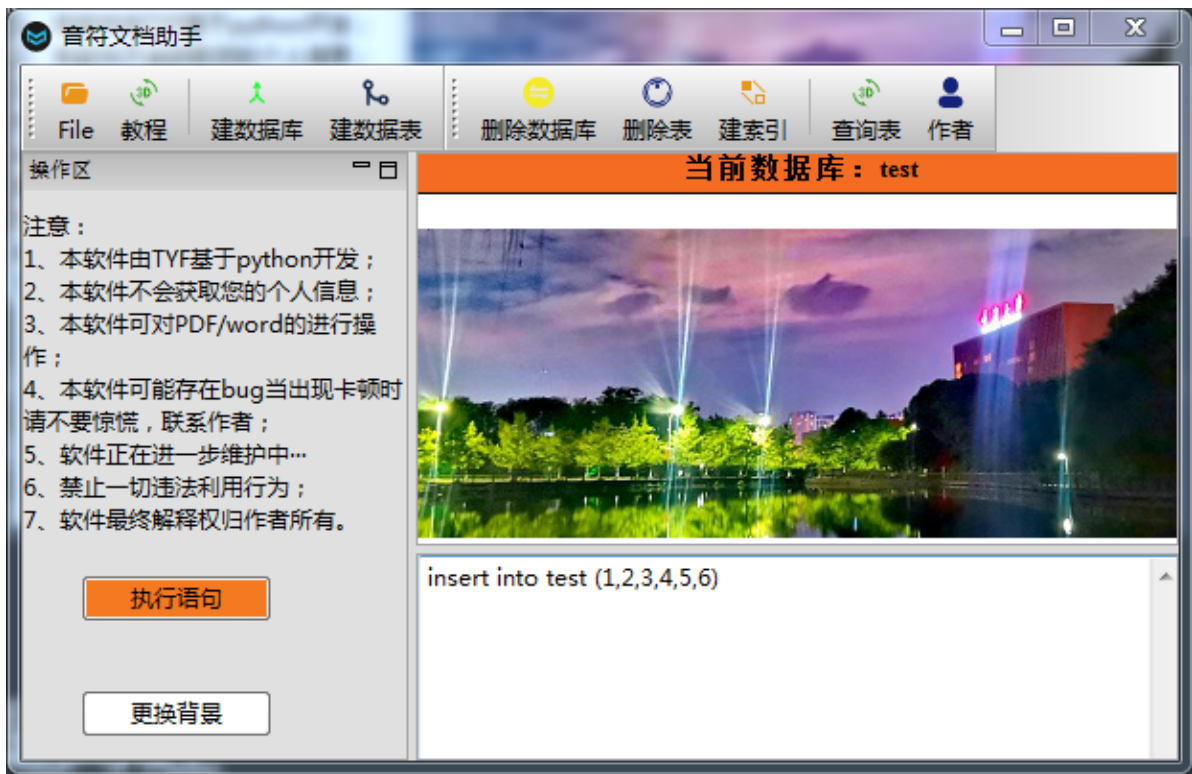 音符文档助手
File 教程 建数据库 建数据表 删除数据库 删除表 建索引 查询表 作者
操作区
当前数据库：test
注意：
1、本软件由TYF基于python开发；
2、本软件不会获取您的个人信息；
3、本软件可对PDF/word的进行操
作；
4、本软件可能存在bug当出现卡顿时
请不要惊慌，联系作者；
5、软件正在进一步维护中…
6、禁止一切违法利用行为；
7、软件最终解释权归作者所有。
insert into test (1,2,3,4,5,6)
执行语句
更换背景